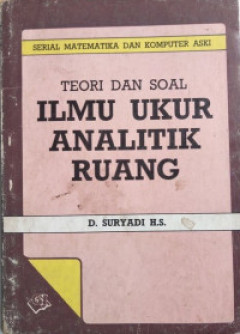 SERIAL MATEMATIKA DAN KOMPUTER ASKI
TEORI DAN SOAL
ILMU UKUR
ANALITIK
RUANG
D. SURYADI H.S.